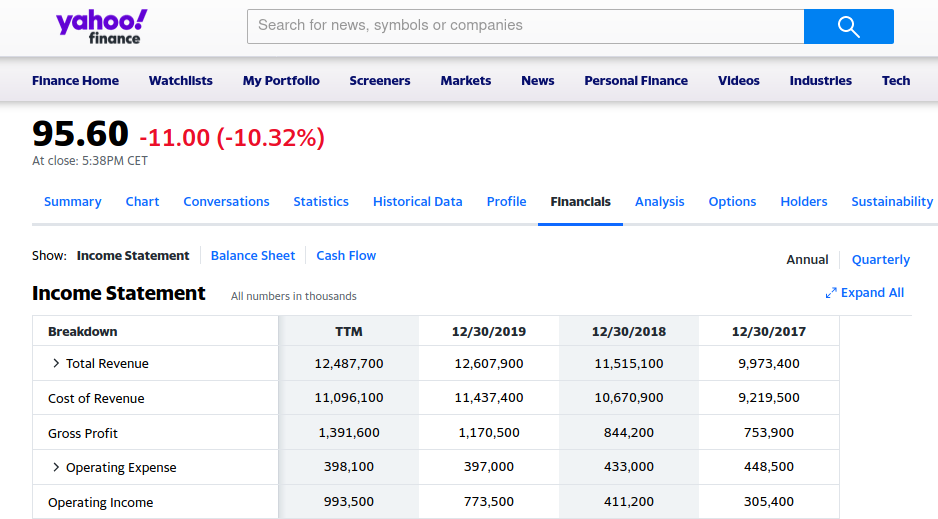 yahoo!
finance
Search for news, symbols or companies
Finance Home Watchlists My Portfolio Screeners Markets News Personal Finance Videos Industries Tech
95.60 -11.00 (-10.32%)
At close: 5:38PM CET
Summary Chart Conversations Statistics Historical Data Profile Financials Analysis Options Holders Sustainability
Show: Income Statement Balance Sheet Cash Flow Annual Quarterly
Income Statement All numbers in thousands Expand All
Breakdown TTM 12/30/2019 12/30/2018 12/30/2017
Total Revenue 12,487,700 12,607,900 11,515,100 9,973,400
Cost of Revenue 11,096,100 11,437,400 10,670,900 9,219,500
Gross Profit 1,391,600 1,170,500 844,200 753,900
Operating Expense 398,100 397,000 433,000 448,500
Operating Income 993,500 773,500 411,200 305,400